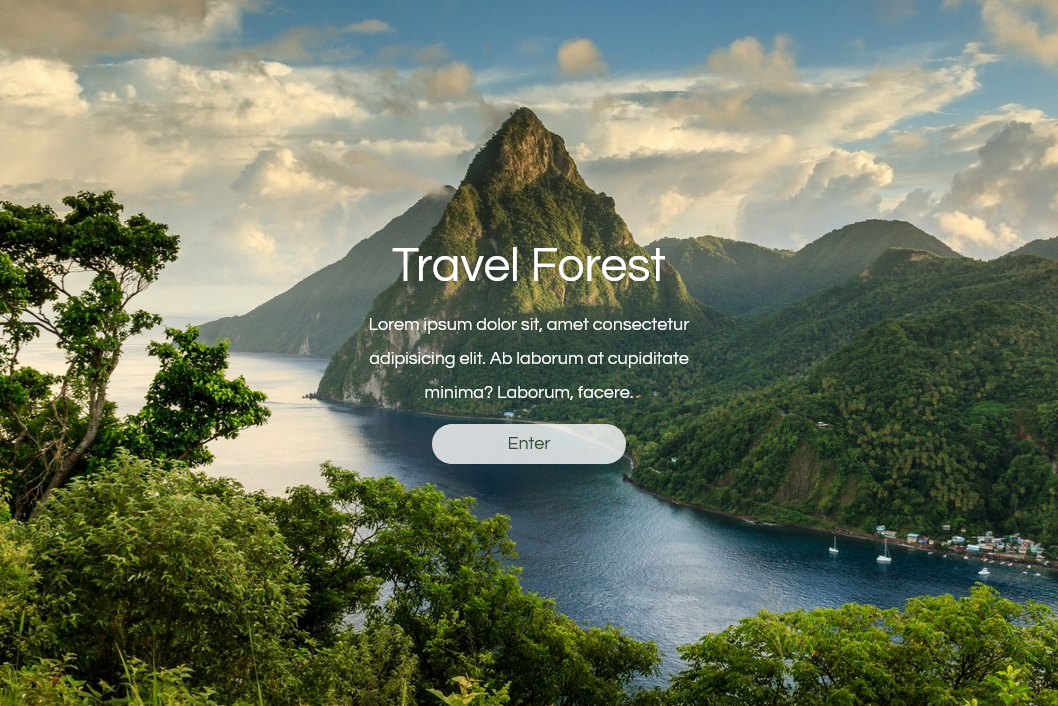 Travel Forest
Lorem ipsum dolor sit, amet consectetur
adipisicing elit. Ab laborum at cupiditate
minima? Laborum, facere.
Enter